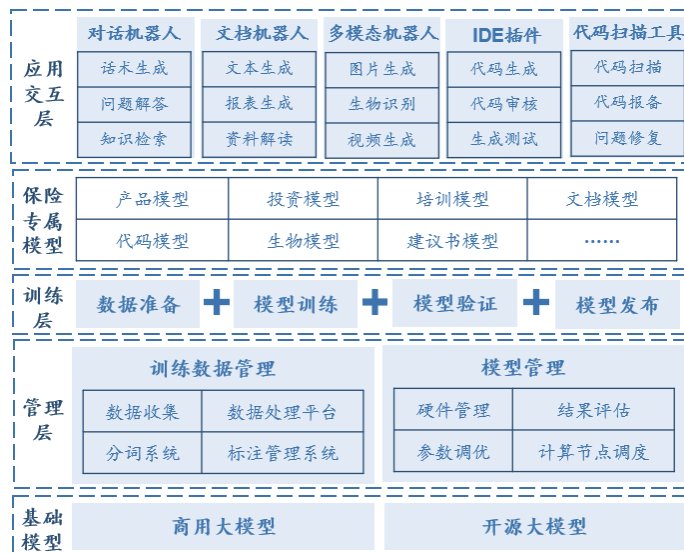 应用交互层
对话机器人 文档机器人 多模态机器人 IDE插件 代码扫描工具
话术生成 文本生成 图片生成 代码生成 代码扫描
问题解答 报表生成 生物识别 代码审核 代码报备
知识检索 资料解读 视频生成 生成测试 问题修复
保险专属模型
产品模型 投资模型 培训模型 文档模型
代码模型 生物模型 建议书模型 ……
训练层
数据准备 + 模型训练 + 模型验证 + 模型发布
管理层
训练数据管理 模型管理
数据收集 数据处理平台 硬件管理 结果评估
分词系统 标注管理系统 参数调优 计算节点调度
基础模型
商用大模型 开源大模型